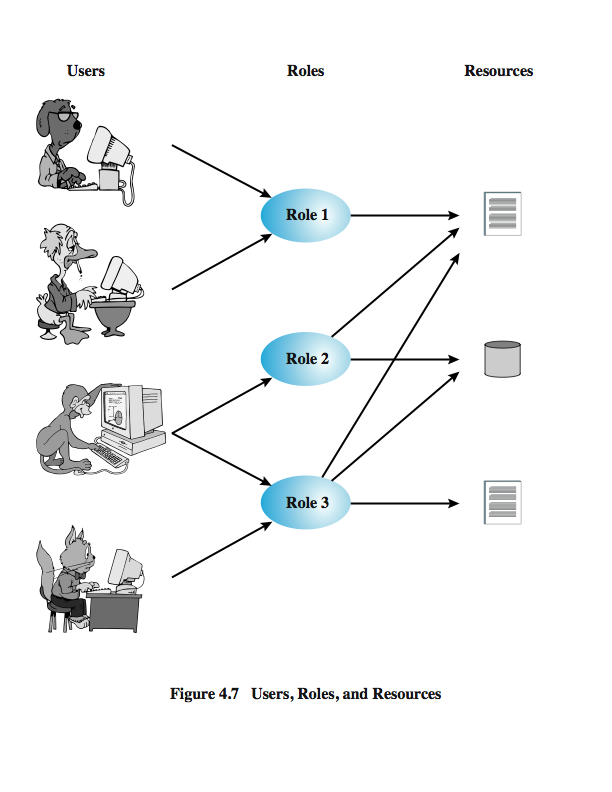 Users Roles Resources
Role 1
Role 2
Role 3
Figure 4.7 Users, Roles, and Resources